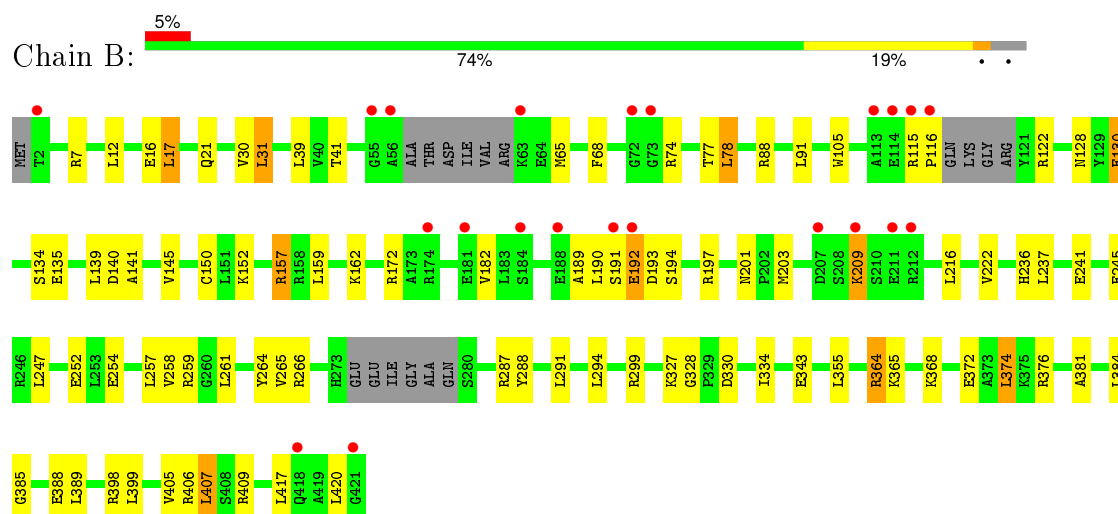 5%
Chain B:
74% 19% • •
MET T2 R7 L12 E16 L17 Q21 V30 L31 L39 V40 T41 G55 A56 ALA THR ASP ILE VAL ARG K63 E64 M65 F68 G72 G73 R74 T77 L78 R88 L91 W105 A113 E114 R115 P116 GLN LYS GLY ARG Y121 R122 N128 Y129
S134 E135 L139 D140 A141 V145 C150 L151 K152 R157 R158 L159 K162 R172 A173 R174 E181 V182 L183 S184 E188 A189 L190 S191 E192 D193 S194 R197 N201 P202 M203 D207 S208 K209 S210 E211 R212 L216 V222 H236 L237 E241
R246 L247 E252 L253 E254 L257 V258 R259 G260 L261 Y264 V265 R266 H273 GLU GLU ILE GLY ALA GLN S280 R287 Y288 L291 L294 R299 K327 G328 P329 D330 I334 E343 L355 R364 K365 K368 E372 A373 L374 K375 R376 A381
G385 E388 L389 R398 L399 V405 R406 L407 S408 R409 L417 Q418 A419 L420 G421